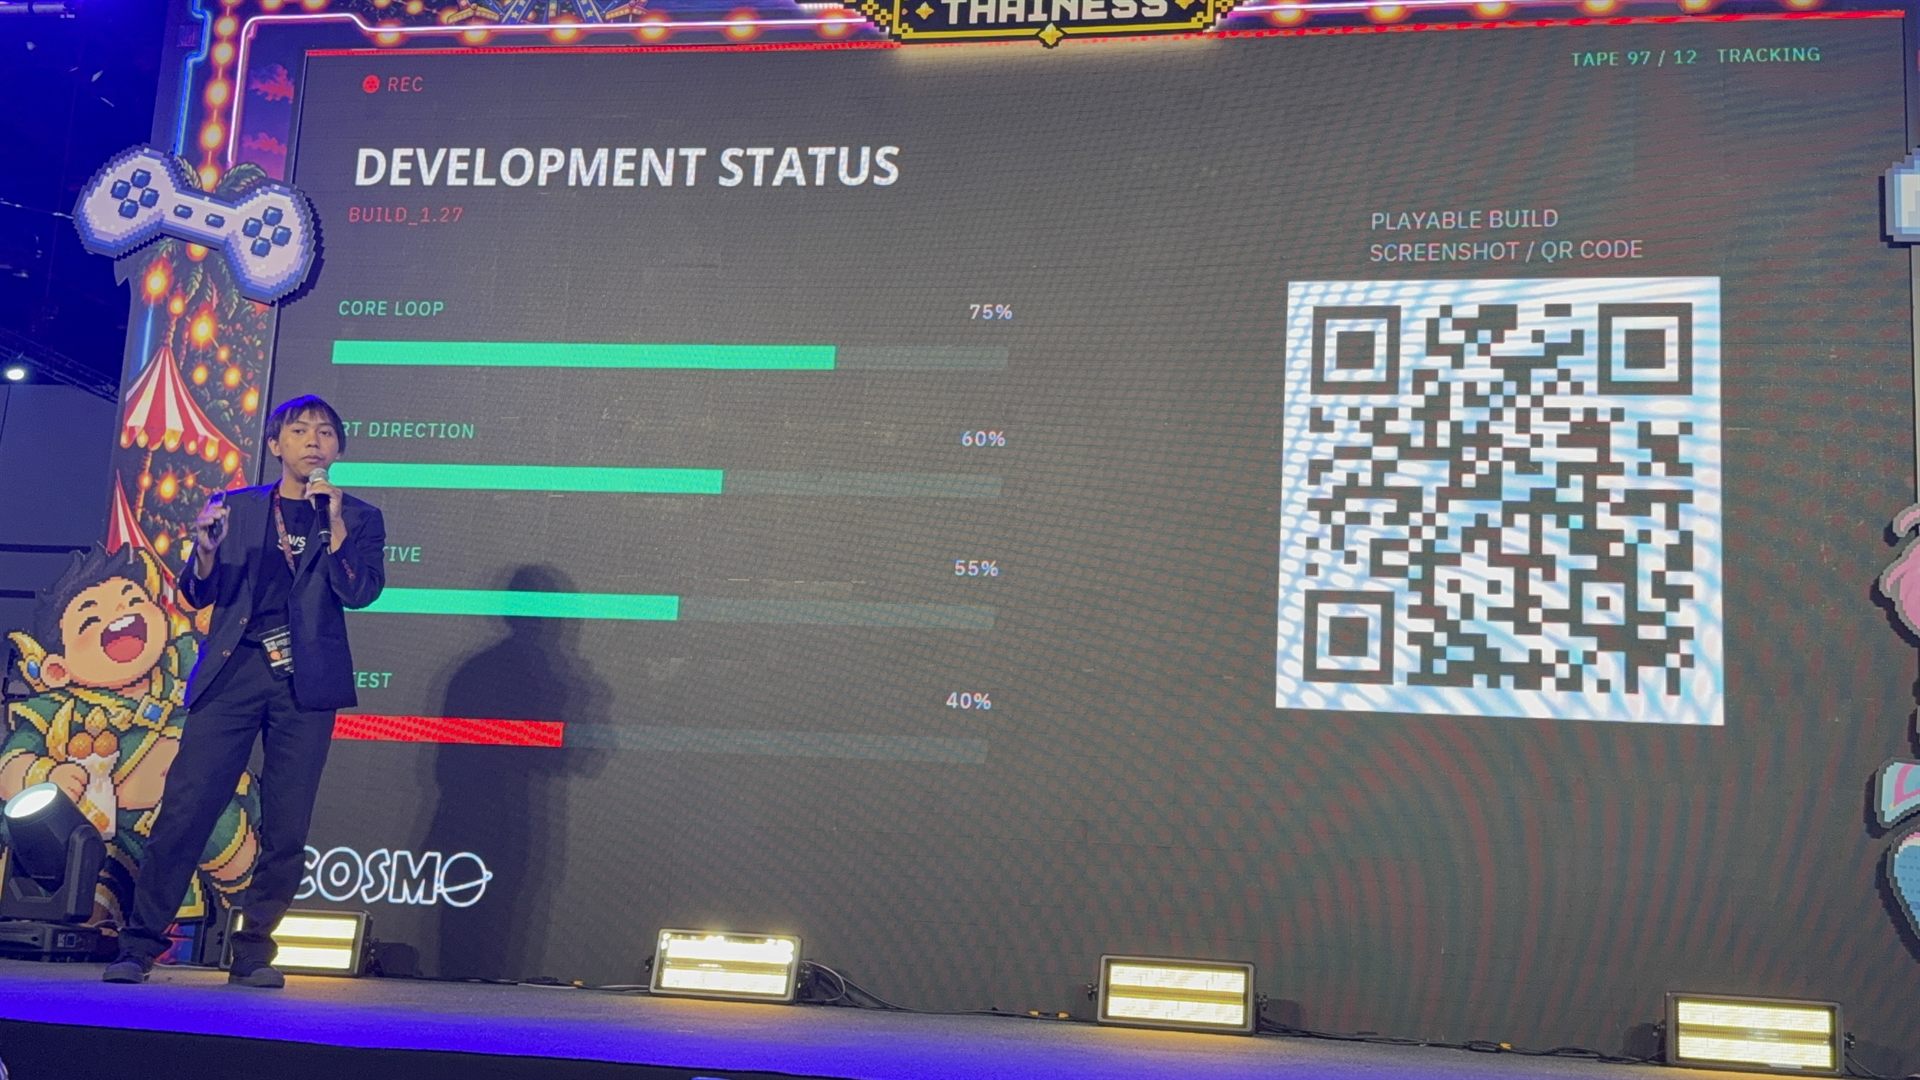 THAINESS
REC
TAPE 97 / 12 TRACKING
DEVELOPMENT STATUS
BUILD_1.27
PLAYABLE BUILD
SCREENSHOT / QR CODE
CORE LOOP
75%
RT DIRECTION
60%
TIVE
55%
TEST
40%
COSMO